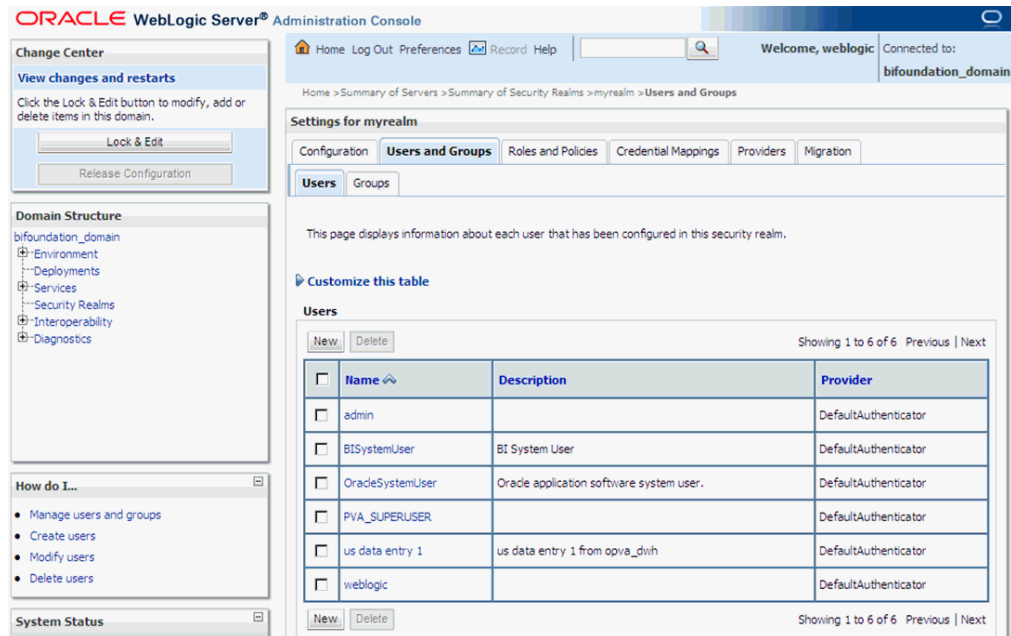 ORACLE WebLogic Server® Administration Console
Change Center
View changes and restarts
Click the Lock & Edit button to modify, add or
delete items in this domain.
Lock & Edit
Release Configuration
Domain Structure
bifoundation_domain
Environment
Deployments
Services
Security Realms
Interoperability
Diagnostics
How do I...
Manage users and groups
Create users
Modify users
Delete users
System Status
Home Log Out Preferences Record Help
Welcome, weblogic
Connected to:
bifoundation_domain
Home >Summary of Servers >Summary of Security Realms >myrealm >Users and Groups
Settings for myrealm
Configuration Users and Groups Roles and Policies Credential Mappings Providers Migration
Users Groups
This page displays information about each user that has been configured in this security realm.
Customize this table
Users
New Delete Showing 1 to 6 of 6 Previous | Next
Name Description Provider
admin DefaultAuthenticator
BISystemUser BI System User DefaultAuthenticator
OracleSystemUser Oracle application software system user. DefaultAuthenticator
PVA_SUPERUSER DefaultAuthenticator
us data entry 1 us data entry 1 from opva_dwh DefaultAuthenticator
weblogic DefaultAuthenticator
New Delete Showing 1 to 6 of 6 Previous | Next